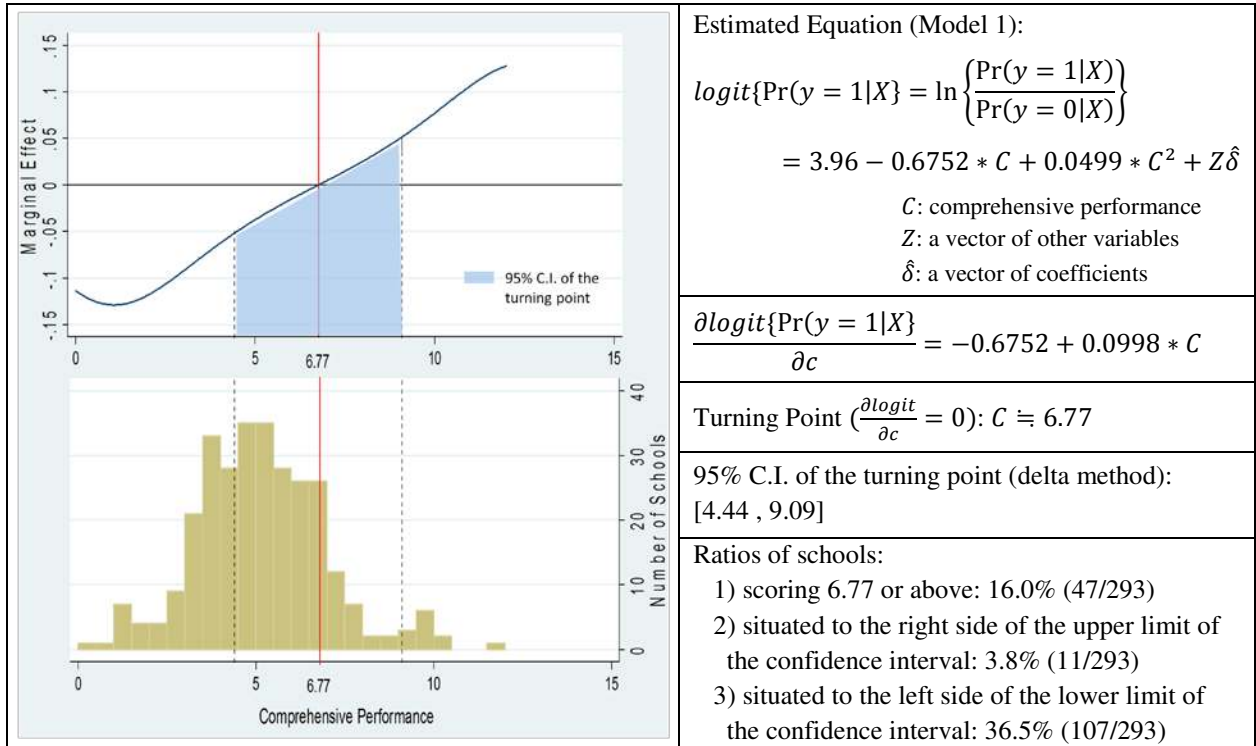 .15
.1
.05
0
-.05
-.1
-.15
Marginal Effect
95% C.I. of the
turning point
0 5 6.77 10 15
40
30
20
10
0
Number of Schools
0 5 6.77 10 15
Comprehensive Performance
Estimated Equation (Model 1):
logit{Pr(y = 1|X} = ln {Pr(y = 1|X) / Pr(y = 0|X)}
= 3.96 − 0.6752 * C + 0.0499 * C² + Zδ̂
C: comprehensive performance
Z: a vector of other variables
δ̂: a vector of coefficients
∂logit{Pr(y = 1|X} / ∂c = −0.6752 + 0.0998 * C
Turning Point (∂logit/∂c = 0): C ≒ 6.77
95% C.I. of the turning point (delta method):
[4.44 , 9.09]
Ratios of schools:
1) scoring 6.77 or above: 16.0% (47/293)
2) situated to the right side of the upper limit of
the confidence interval: 3.8% (11/293)
3) situated to the left side of the lower limit of
the confidence interval: 36.5% (107/293)